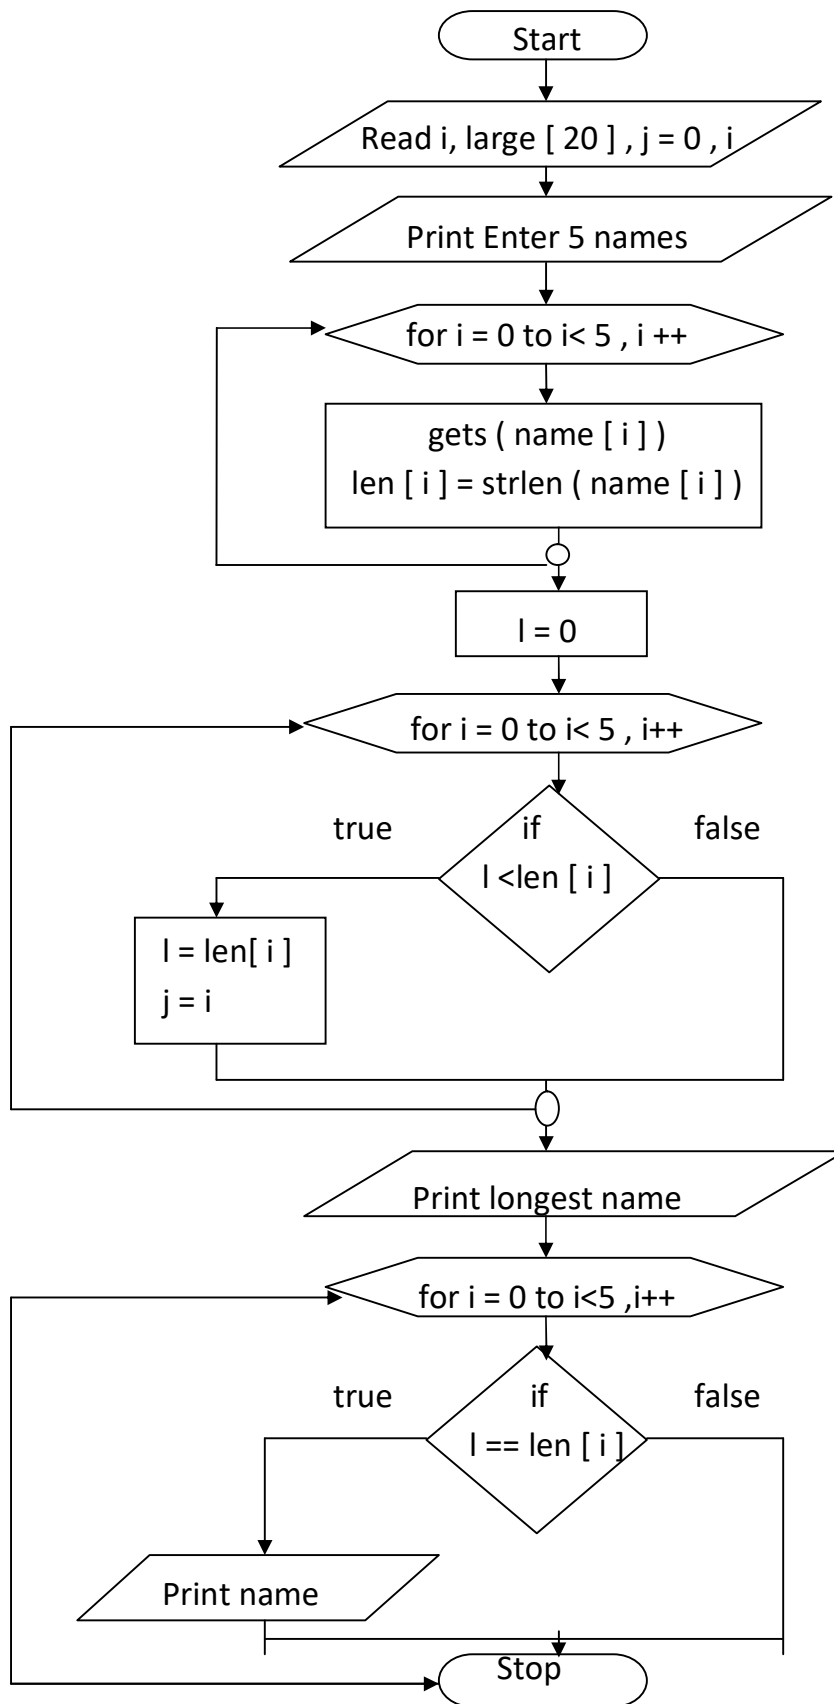 Start
Read i, large [ 20 ] , j = 0 , i
Print Enter 5 names
for i = 0 to i< 5 , i ++
gets ( name [ i ] )
len [ i ] = strlen ( name [ i ] )
l = 0
for i = 0 to i< 5 , i++
true
if
false
l <len [ i ]
l = len[ i ]
j = i
Print longest name
for i = 0 to i<5 ,i++
true
if
false
l == len [ i ]
Print name
Stop